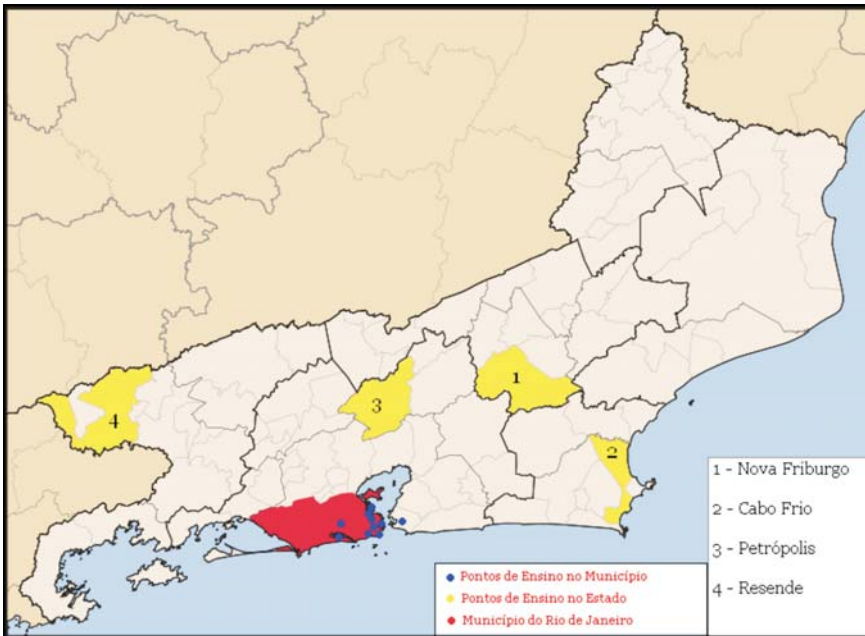 1
3
4
2
1 - Nova Friburgo
2 - Cabo Frio
3 - Petrópolis
4 - Resende
Pontos de Ensino no Município
Pontos de Ensino no Estado
Município do Rio de Janeiro